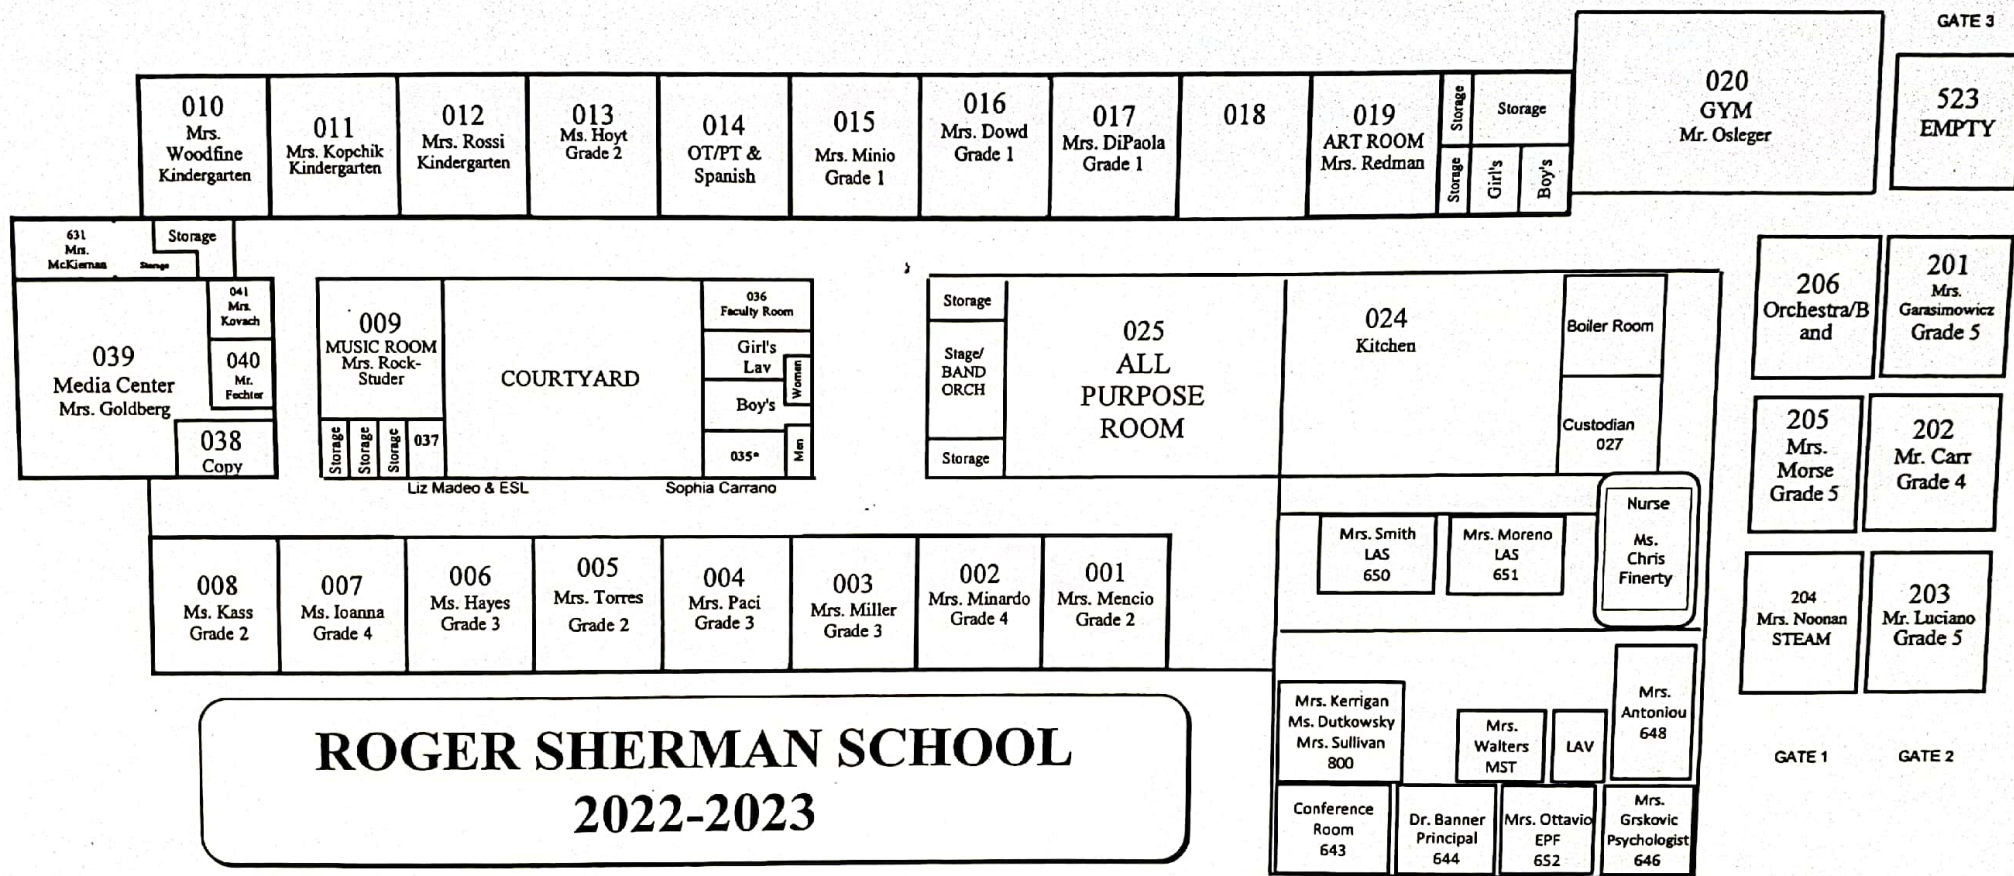 GATE 3
010
Mrs.
Woodfine
Kindergarten
011
Mrs. Kopchik
Kindergarten
012
Mrs. Rossi
Kindergarten
013
Ms. Hoyt
Grade 2
014
OT/PT &
Spanish
015
Mrs. Minio
Grade 1
016
Mrs. Dowd
Grade 1
017
Mrs. DiPaola
Grade 1
018
019
ART ROOM
Mrs. Redman
Storage
Storage
Storage
Girl's
Boy's
020
GYM
Mr. Osleger
523
EMPTY
631
Mrs.
McKiernan
Storage
Storage
039
Media Center
Mrs. Goldberg
041
Mrs.
Kovach
040
Mr.
Fechter
038
Copy
009
MUSIC ROOM
Mrs. Rock-
Studer
Storage
Storage
Storage
037
COURTYARD
036
Faculty Room
Girl's
Lav
Women
Boy's
035*
Men
Liz Madeo & ESL
Sophia Carrano
Storage
Stage/
BAND
ORCH
Storage
025
ALL
PURPOSE
ROOM
024
Kitchen
Boiler Room
Custodian
027
206
Orchestra/B
and
201
Mrs.
Garasimowicz
Grade 5
205
Mrs.
Morse
Grade 5
202
Mr. Carr
Grade 4
204
Mrs. Noonan
STEAM
203
Mr. Luciano
Grade 5
GATE 1
GATE 2
008
Ms. Kass
Grade 2
007
Ms. Ioanna
Grade 4
006
Ms. Hayes
Grade 3
005
Mrs. Torres
Grade 2
004
Mrs. Paci
Grade 3
003
Mrs. Miller
Grade 3
002
Mrs. Minardo
Grade 4
001
Mrs. Mencio
Grade 2
Mrs. Smith
LAS
650
Mrs. Moreno
LAS
651
Nurse
Ms.
Chris
Finerty
Mrs. Kerrigan
Ms. Dutkowsky
Mrs. Sullivan
800
Mrs.
Walters
MST
LAV
Mrs.
Antoniou
648
Conference
Room
643
Dr. Banner
Principal
644
Mrs. Ottavio
EPF
652
Mrs.
Grskovic
Psychologist
646
ROGER SHERMAN SCHOOL
2022-2023